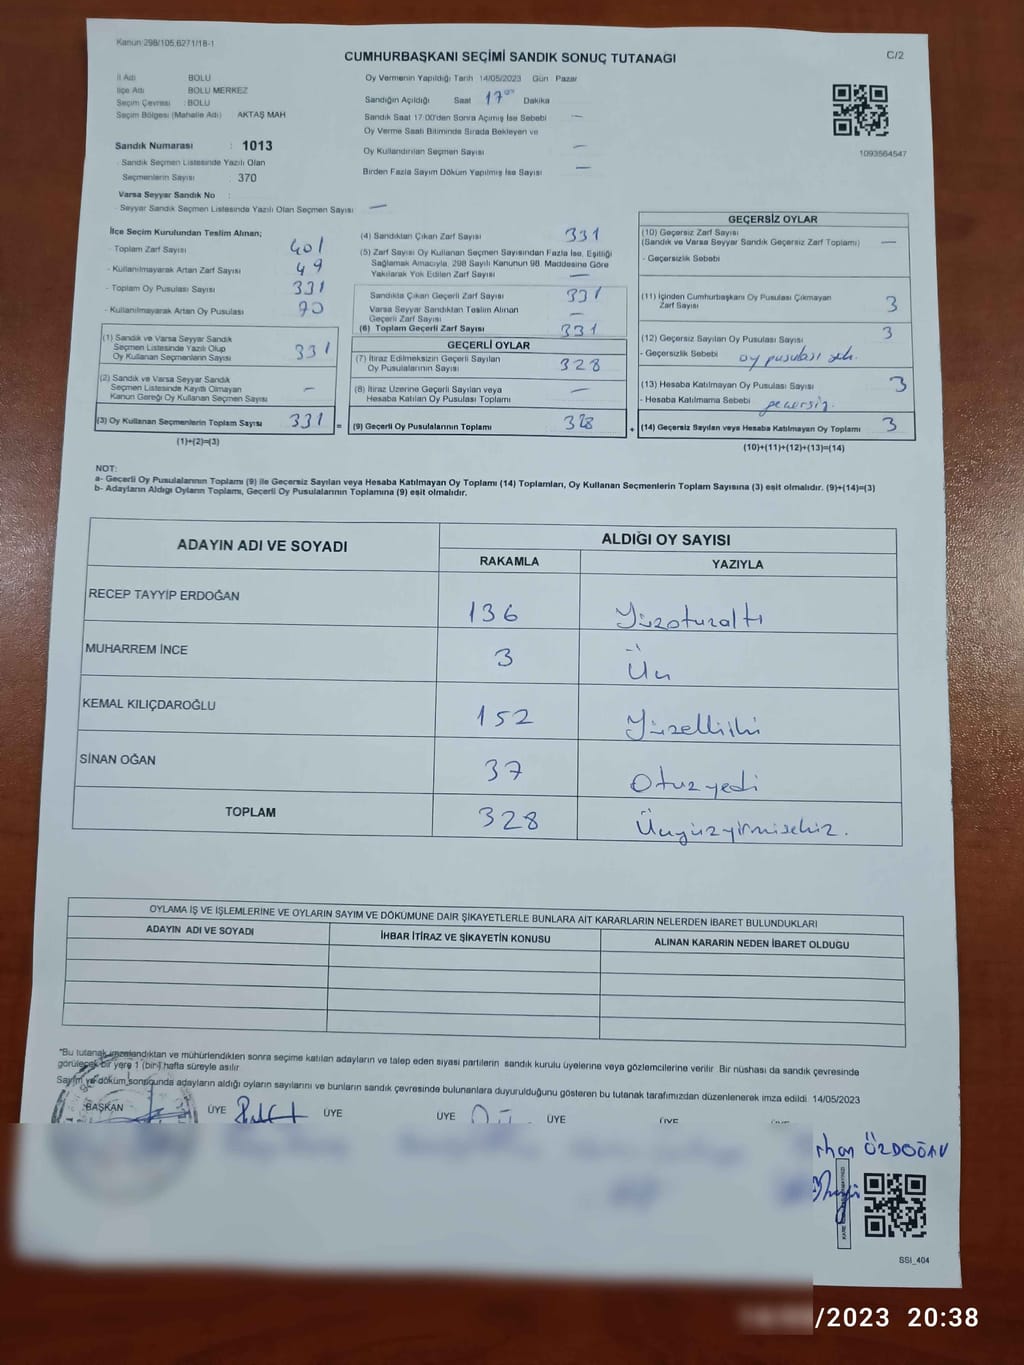 Kanun:298/105,6271/18-1
CUMHURBAŞKANI SEÇİMİ SANDIK SONUÇ TUTANAĞI
C/2
İl Adı BOLU
İlçe Adı BOLU MERKEZ
Seçim Çevresi : BOLU
Seçim Bölgesi (Mahalle Adı) AKTAŞ MAH
Sandık Numarası : 1013
- Sandık Seçmen Listesinde Yazılı Olan
Seçmenlerin Sayısı : 370
Varsa Seyyar Sandık No :
- Seyyar Sandık Seçmen Listesinde Yazılı Olan Seçmen Sayısı —
Oy Vermenin Yapıldığı Tarih 14/05/2023 Gün Pazar
Sandığın Açıldığı Saat 17 Dakika
Sandık Saat 17:00'den Sonra Açımış İse Sebebi —
Oy Verme Saati Bitiminde Sırada Bekleyen ve
Oy Kullandırılan Seçmen Sayısı —
Birden Fazla Sayım Döküm Yapılmış İse Sayısı —
1093564547
İlçe Seçim Kurulundan Teslim Alınan;
- Toplam Zarf Sayısı 401
- Kullanılmayarak Artan Zarf Sayısı 49
- Toplam Oy Pusulası Sayısı 331
- Kullanılmayarak Artan Oy Pusulası
(1) Sandık ve Varsa Seyyar Sandık
Seçmen Listesinde Yazılı Olup
Oy Kullanan Seçmenlerin Sayısı 331
(2) Sandık ve Varsa Seyyar Sandık
Seçmen Listesinde Kayıtlı Olmayan
Kanun Gereği Oy Kullanan Seçmen Sayısı —
(3) Oy Kullanan Seçmenlerin Toplam Sayısı 331 =
(1)+(2)=(3)
(4) Sandıktan Çıkan Zarf Sayısı 331
(5) Zarf Sayısı Oy Kullanan Seçmen Sayısından Fazla İse, Eşitliği
Sağlamak Amacıyla, 298 Sayılı Kanunun 98. Maddesine Göre
Yakılarak Yok Edilen Zarf Sayısı —
Sandıkta Çıkan Geçerli Zarf Sayısı 331
Varsa Seyyar Sandıktan Teslim Alınan
Geçerli Zarf Sayısı —
(6) Toplam Geçerli Zarf Sayısı 331
GEÇERLİ OYLAR
(7) İtiraz Edilmeksizin Geçerli Sayılan
Oy Pusulalarının Sayısı 328
(8) İtiraz Üzerine Geçerli Sayılan veya
Hesaba Katılan Oy Pusulası Toplamı —
(9) Geçerli Oy Pusulalarının Toplamı 328 +
GEÇERSİZ OYLAR
(10) Geçersiz Zarf Sayısı
(Sandık ve Varsa Seyyar Sandık Geçersiz Zarf Toplamı) —
- Geçersizlik Sebebi
(11) İçinden Cumhurbaşkanı Oy Pusulası Çıkmayan
Zarf Sayısı 3
(12) Geçersiz Sayılan Oy Pusulası Sayısı 3
- Geçersizlik Sebebi oy pusulası
(13) Hesaba Katılmayan Oy Pusulası Sayısı 3
- Hesaba Katılmama Sebebi geçersiz.
(14) Geçersiz Sayılan veya Hesaba Katılmayan Oy Toplamı 3
(10)+(11)+(12)+(13)=(14)
NOT:
a- Geçerli Oy Pusulalarının Toplamı (9) ile Geçersiz Sayılan veya Hesaba Katılmayan Oy Toplamı (14) Toplamları, Oy Kullanan Seçmenlerin Toplam Sayısına (3) eşit olmalıdır. (9)+(14)=(3)
b- Adayların Aldığı Oyların Toplamı, Geçerli Oy Pusulalarının Toplamına (9) eşit olmalıdır.
ADAYIN ADI VE SOYADI ALDIĞI OY SAYISI
RAKAMLA YAZIYLA
RECEP TAYYİP ERDOĞAN 136 Yüzotuzaltı
MUHARREM İNCE 3 Üç
KEMAL KILIÇDAROĞLU 152 Yüzelliiki
SİNAN OĞAN 37 Otuzyedi
TOPLAM 328 Üçyüzyirmisekiz.
OYLAMA İŞ VE İŞLEMLERİNE VE OYLARIN SAYIM VE DÖKÜMÜNE DAİR ŞİKAYETLERLE BUNLARA AİT KARARLARIN NELERDEN İBARET BULUNDUKLARI
ADAYIN ADI VE SOYADI İHBAR İTİRAZ VE ŞİKAYETİN KONUSU ALINAN KARARIN NEDEN İBARET OLDUĞU
"Bu tutanak imzalandıktan ve mühürlendikten sonra seçime katılan adayların ve talep eden siyasi partilerin sandık kurulu üyelerine veya gözlemcilerine verilir. Bir nüshası da sandık çevresinde
görülecek bir yere 1 (bir) hafta süreyle asılır
Sayım ve döküm sonucunda adayların aldığı oyların sayılarını ve bunların sandık çevresinde bulunanlara duyurulduğunu gösteren bu tutanak tarafımızdan düzenlenerek imza edildi. 14/05/2023
BAŞKAN ÜYE ÜYE ÜYE ÜYE ÜYE
ÖZDOĞAN
SSI_404
/2023 20:38